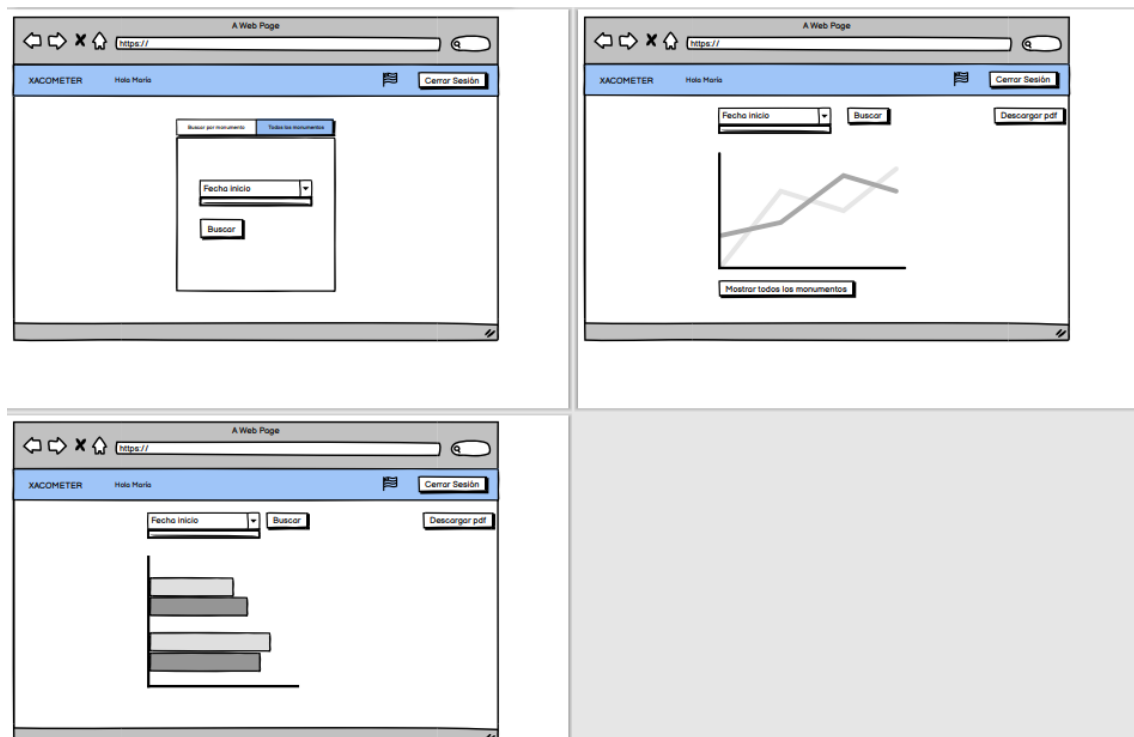 A Web Page
https://
XACOMETER
Hola María
Cerrar Sesión
Buscar por monumento
Todos los monumentos
Fecha inicio
Buscar
A Web Page
https://
XACOMETER
Hola María
Cerrar Sesión
Fecha inicio
Buscar
Descargar pdf
Mostrar todos los monumentos
A Web Page
https://
XACOMETER
Hola María
Cerrar Sesión
Fecha inicio
Buscar
Descargar pdf